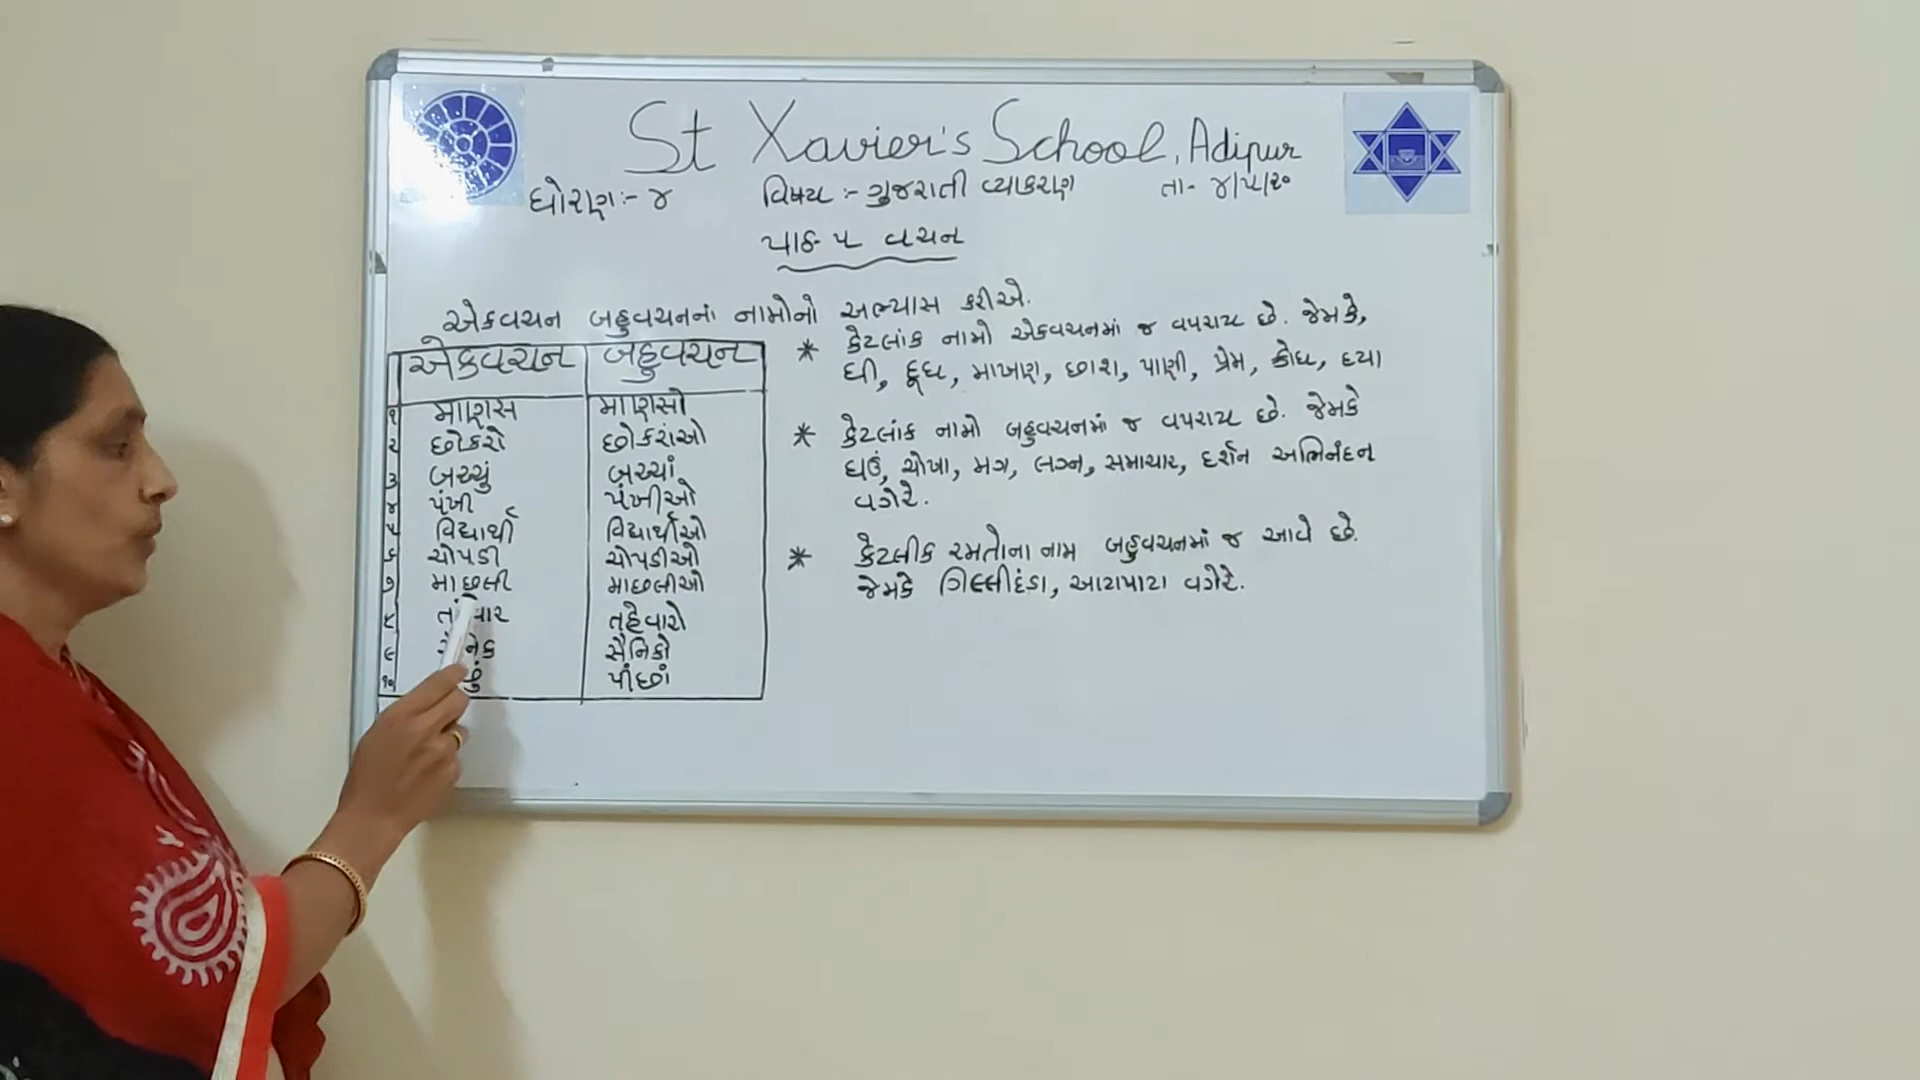 St Xavier's School, Adipur
ધોરણ:- ૪ વિષય:- ગુજરાતી વ્યાકરણ તા- ૪/૫/૨૦
પાઠ ૫ વચન
એકવચન બહુવચનનાં નામોનો અભ્યાસ કરીએ.
એકવચન બહુવચન
૧ માણસ માણસો
૨ છોકરો છોકરાંઓ
૩ બચ્ચું બચ્ચાં
૪ પંખી પંખીઓ
૫ વિદ્યાર્થી વિદ્યાર્થીઓ
૬ ચોપડી ચોપડીઓ
૭ માછલી માછલીઓ
૮ તહેવારો
૯ સૈનિકો
૧૦ પીંછાં
* કેટલાંક નામો એકવચનમાં જ વપરાય છે. જેમકે,
ઘી, દૂધ, માખણ, છાશ, પાણી, પ્રેમ, ક્રોધ, દયા
* કેટલાંક નામો બહુવચનમાં જ વપરાય છે. જેમકે
ઘઉં, ચોખા, મગ, લગ્ન, સમાચાર, દર્શન અભિનંદન
વગેરે.
* કેટલીક રમતોના નામ બહુવચનમાં જ આવે છે.
જેમકે ગિલ્લીદંડા, આટાપાટા વગેરે.